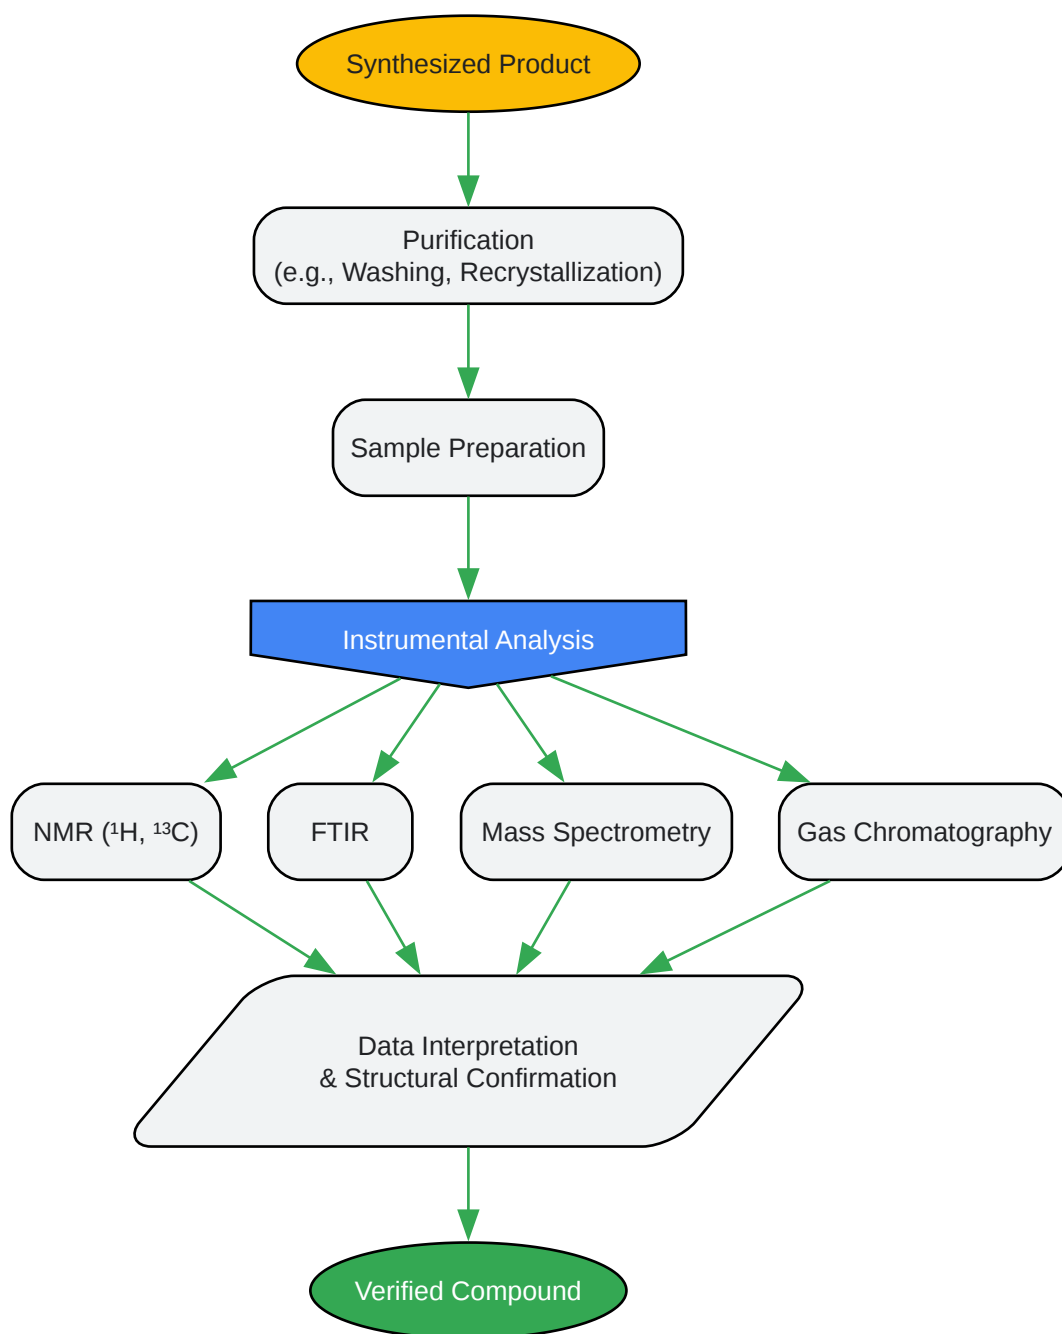 Synthesized Product
Purification
(e.g., Washing, Recrystallization)
Sample Preparation
Instrumental Analysis
NMR (¹H, ¹³C)
FTIR
Mass Spectrometry
Gas Chromatography
Data Interpretation
& Structural Confirmation
Verified Compound